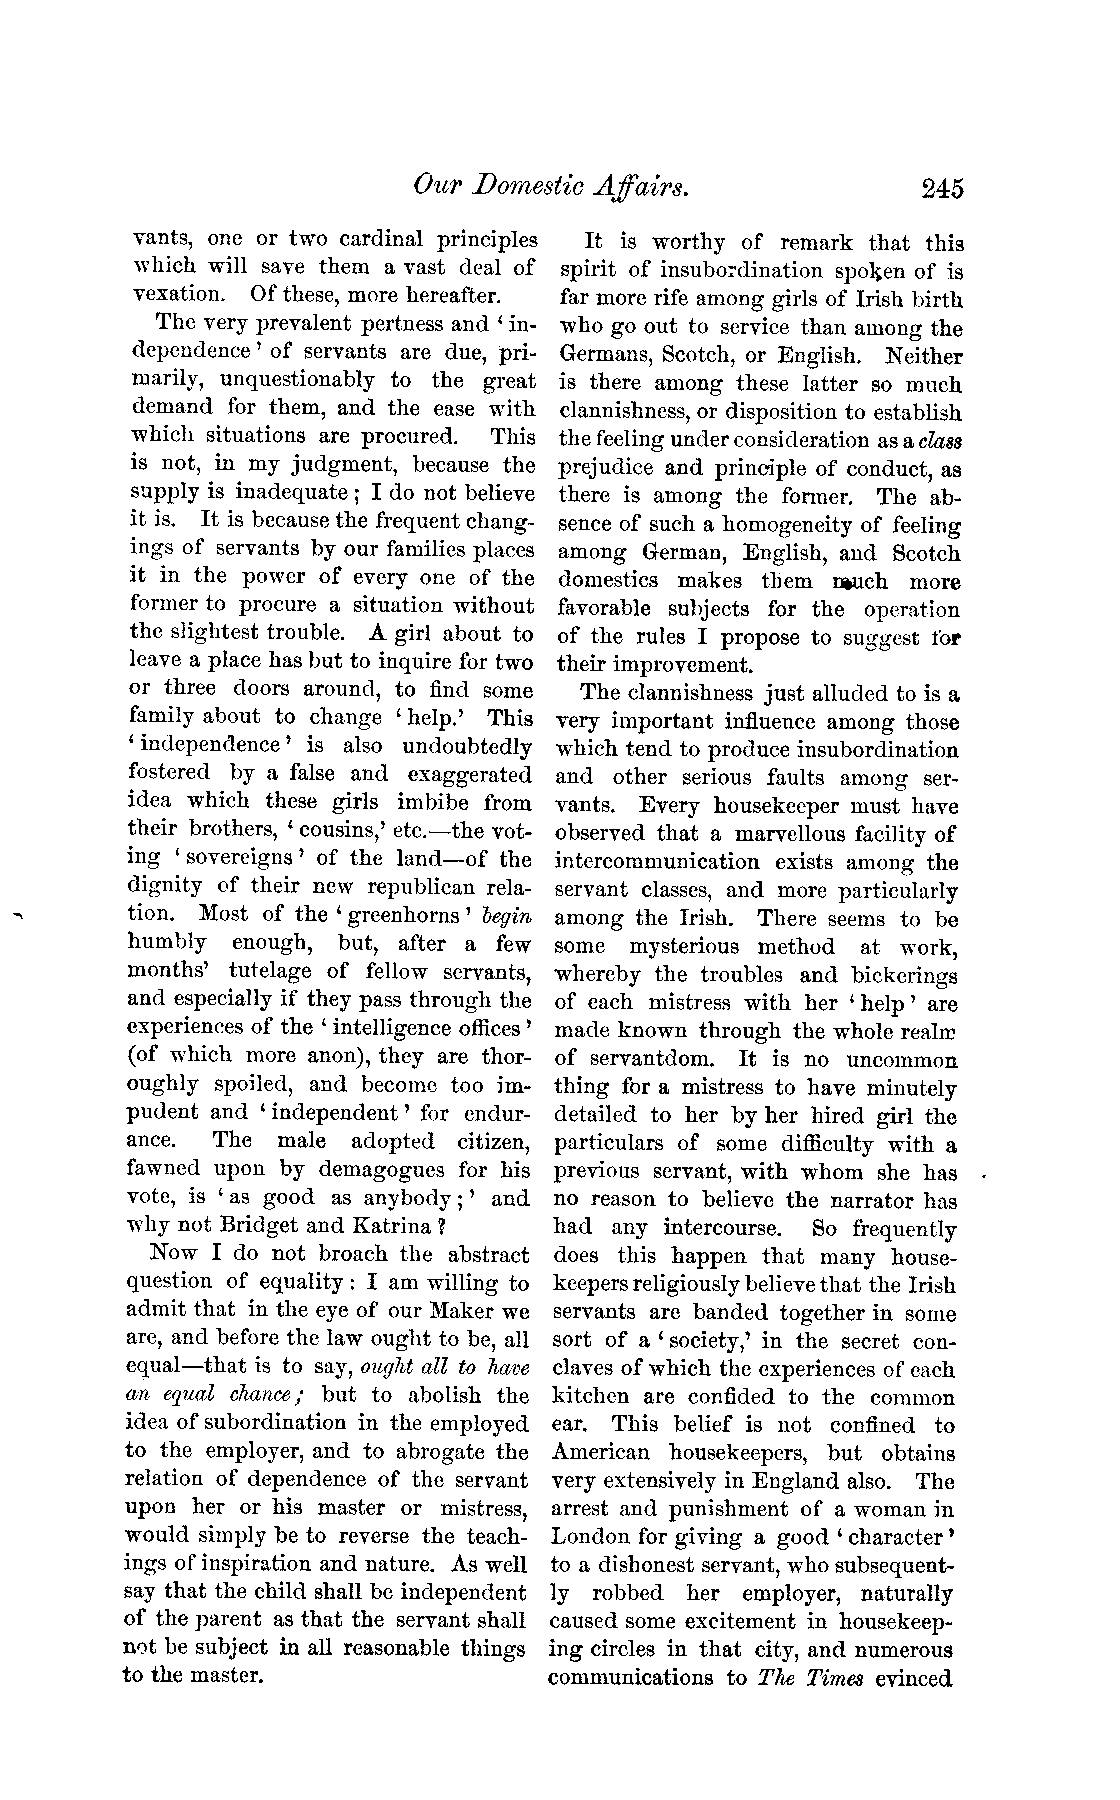 Our Domestic Affairs. 245
vants, one or two cardinal principles
which will save them a vast deal of
vexation. Of these, more hereafter.
The very prevalent pertness and ‘in-
dependence’ of servants are due, pri-
marily, unquestionably to the great
demand for them, and the ease with
which situations are procured. This
is not, in my judgment, because the
supply is inadequate; I do not believe
it is. It is because the frequent chang-
ings of servants by our families places
it in the power of every one of the
former to procure a situation without
the slightest trouble. A girl about to
leave a place has but to inquire for two
or three doors around, to find some
family about to change ‘help.’ This
‘independence’ is also undoubtedly
fostered by a false and exaggerated
idea which these girls imbibe from
their brothers, ‘cousins,’ etc.—the vot-
ing ‘sovereigns’ of the land—of the
dignity of their new republican rela-
tion. Most of the ‘greenhorns’ begin
humbly enough, but, after a few
months’ tutelage of fellow servants,
and especially if they pass through the
experiences of the ‘intelligence offices’
(of which more anon), they are thor-
oughly spoiled, and become too im-
pudent and ‘independent’ for endur-
ance. The male adopted citizen,
fawned upon by demagogues for his
vote, is ‘as good as anybody;’ and
why not Bridget and Katrina?
Now I do not broach the abstract
question of equality: I am willing to
admit that in the eye of our Maker we
are, and before the law ought to be, all
equal—that is to say, ought all to have
an equal chance; but to abolish the
idea of subordination in the employed
to the employer, and to abrogate the
relation of dependence of the servant
upon her or his master or mistress,
would simply be to reverse the teach-
ings of inspiration and nature. As well
say that the child shall be independent
of the parent as that the servant shall
not be subject in all reasonable things
to the master.
It is worthy of remark that this
spirit of insubordination spoken of is
far more rife among girls of Irish birth
who go out to service than among the
Germans, Scotch, or English. Neither
is there among these latter so much
clannishness, or disposition to establish
the feeling under consideration as a class
prejudice and principle of conduct, as
there is among the former. The ab-
sence of such a homogeneity of feeling
among German, English, and Scotch
domestics makes them much more
favorable subjects for the operation
of the rules I propose to suggest for
their improvement.
The clannishness just alluded to is a
very important influence among those
which tend to produce insubordination
and other serious faults among ser-
vants. Every housekeeper must have
observed that a marvellous facility of
intercommunication exists among the
servant classes, and more particularly
among the Irish. There seems to be
some mysterious method at work,
whereby the troubles and bickerings
of each mistress with her ‘help’ are
made known through the whole realm
of servantdom. It is no uncommon
thing for a mistress to have minutely
detailed to her by her hired girl the
particulars of some difficulty with a
previous servant, with whom she has
no reason to believe the narrator has
had any intercourse. So frequently
does this happen that many house-
keepers religiously believe that the Irish
servants are banded together in some
sort of a ‘society,’ in the secret con-
claves of which the experiences of each
kitchen are confided to the common
ear. This belief is not confined to
American housekeepers, but obtains
very extensively in England also. The
arrest and punishment of a woman in
London for giving a good ‘character’
to a dishonest servant, who subsequent-
ly robbed her employer, naturally
caused some excitement in housekeep-
ing circles in that city, and numerous
communications to The Times evinced